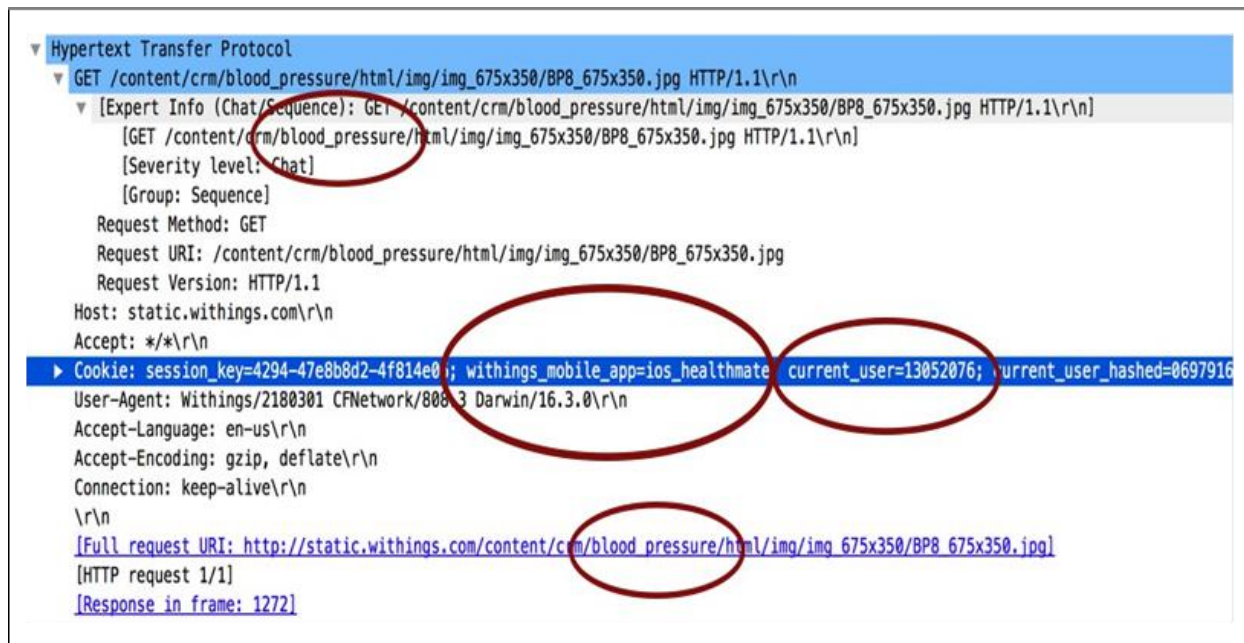 Hypertext Transfer Protocol
GET /content/crm/blood_pressure/html/img/img_675x350/BP8_675x350.jpg HTTP/1.1\r\n
[Expert Info (Chat/Sequence): GET /content/crm/blood_pressure/html/img/img_675x350/BP8_675x350.jpg HTTP/1.1\r\n]
[GET /content/crm/blood_pressure/html/img/img_675x350/BP8_675x350.jpg HTTP/1.1\r\n]
[Severity level: Chat]
[Group: Sequence]
Request Method: GET
Request URI: /content/crm/blood_pressure/html/img/img_675x350/BP8_675x350.jpg
Request Version: HTTP/1.1
Host: static.withings.com\r\n
Accept: */*\r\n
Cookie: withings_mobile_app=ios_healthmate current_user=13052076; current_user_hashed=0697916
User-Agent: Withings/2180301 CFNetwork/808.3 Darwin/16.3.0\r\n
Accept-Language: en-us\r\n
Accept-Encoding: gzip, deflate\r\n
Connection: keep-alive\r\n
\r\n
[Full request URI: http://static.withings.com/content/crm/blood_pressure/html/img/img_675x350/BP8_675x350.jpg]
[HTTP request 1/1]
[Response in frame: 1272]